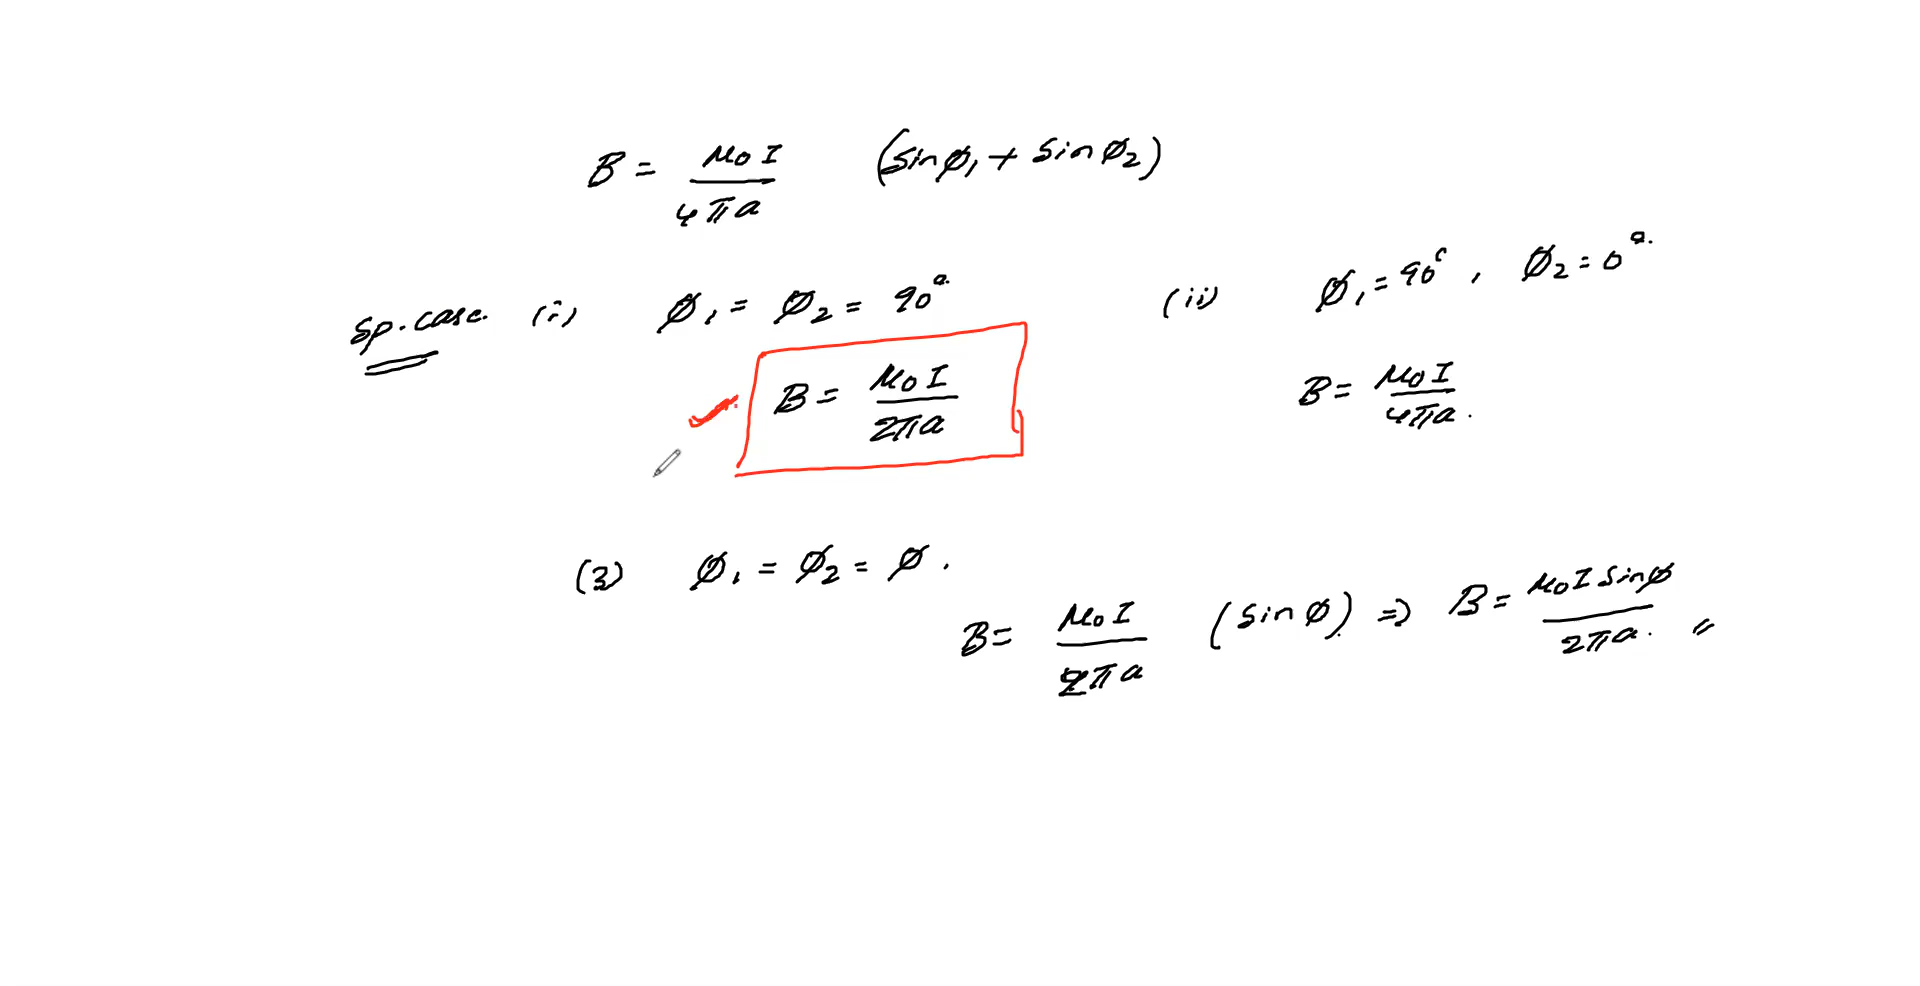 B = μ₀I / 4πa (sinφ₁ + sinφ₂)
Sp. case. (i) φ₁ = φ₂ = 90°.
B = μ₀I / 2πa
(ii) φ₁ = 90°, φ₂ = 0°.
B = μ₀I / 4πa.
(3) φ₁ = φ₂ = φ.
B = μ₀I / 2πa (sinφ). ⇒ B = μ₀I sinφ / 2πa. "